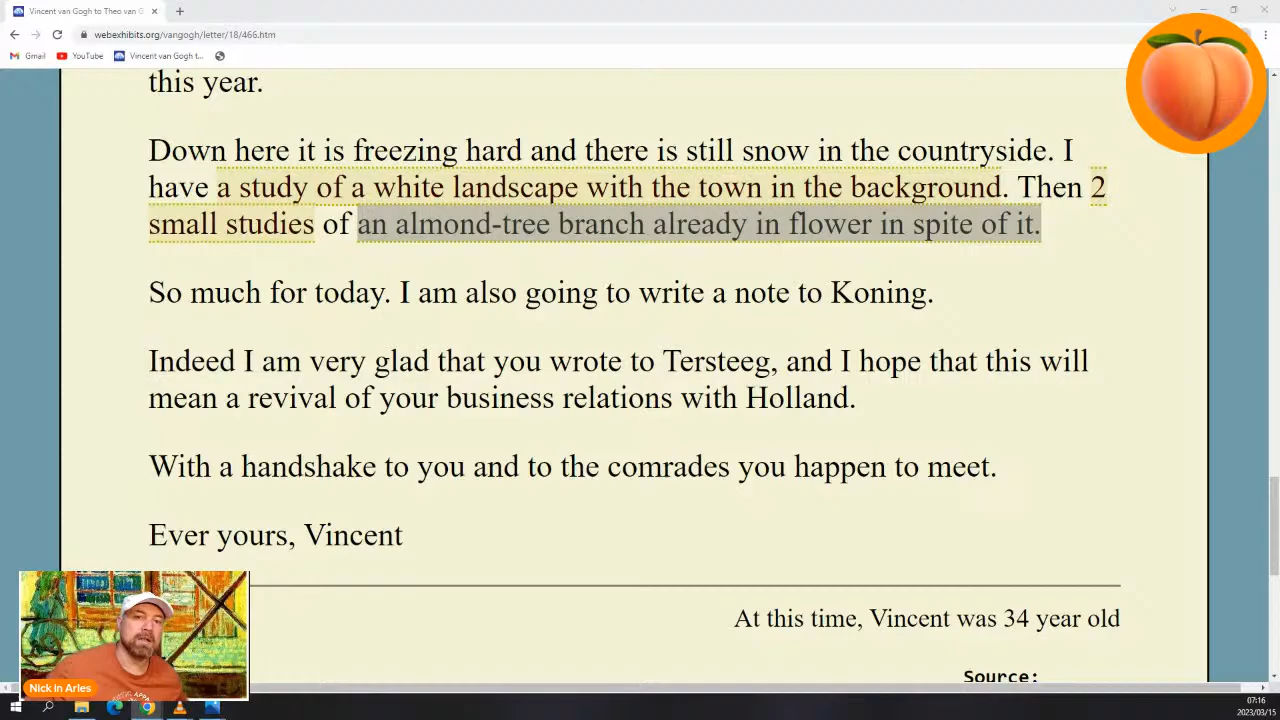 Vincent van Gogh to Theo van G
webexhibits.org/vangogh/letter/18/466.htm
Gmail
YouTube
Vincent van Gogh t...
this year.
Down here it is freezing hard and there is still snow in the countryside. I
have a study of a white landscape with the town in the background. Then 2
small studies of an almond-tree branch already in flower in spite of it.
So much for today. I am also going to write a note to Koning.
Indeed I am very glad that you wrote to Tersteeg, and I hope that this will
mean a revival of your business relations with Holland.
With a handshake to you and to the comrades you happen to meet.
Ever yours, Vincent
At this time, Vincent was 34 year old
Source:
Nick in Arles
07:16
2023/03/15